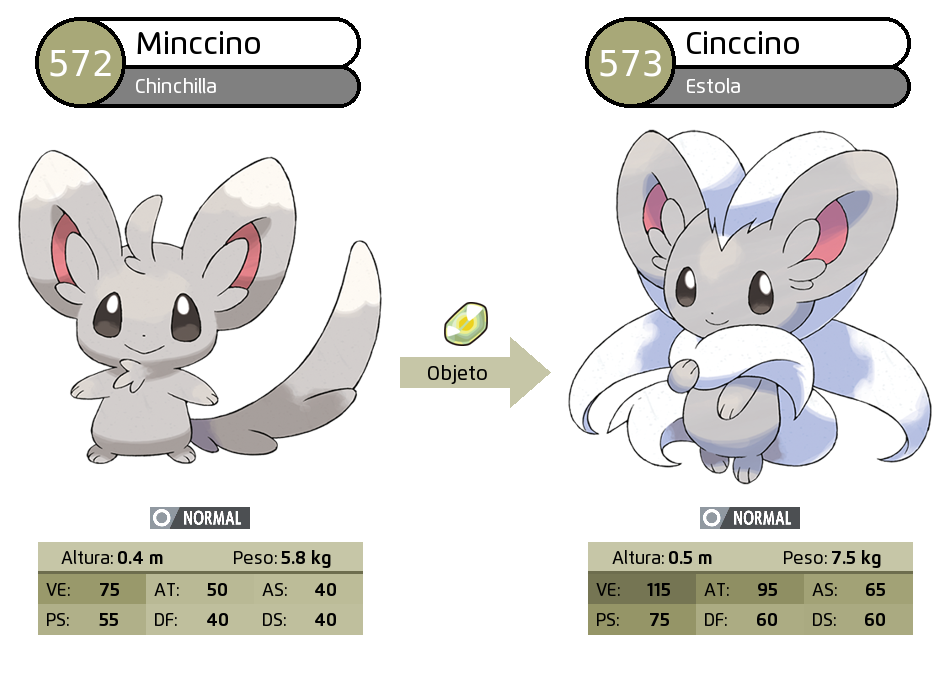 572
Minccino
Chinchilla
573
Cinccino
Estola
Objeto
NORMAL
Altura: 0.4 m Peso: 5.8 kg
VE: 75 AT: 50 AS: 40
PS: 55 DF: 40 DS: 40
NORMAL
Altura: 0.5 m Peso: 7.5 kg
VE: 115 AT: 95 AS: 65
PS: 75 DF: 60 DS: 60